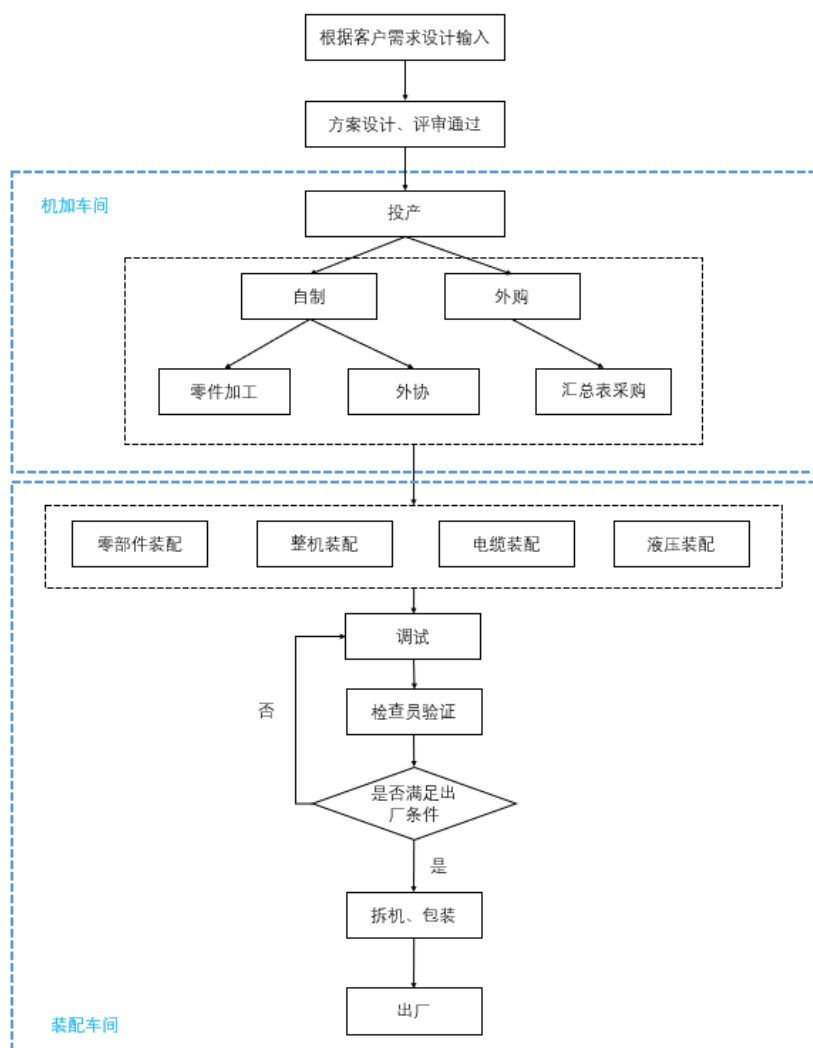 根据客户需求设计输入
方案设计、评审通过
机加车间
投产
自制
外购
零件加工
外协
汇总表采购
零部件装配
整机装配
电缆装配
液压装配
调试
否
检查员验证
是否满足出
厂条件
是
拆机、包装
出厂
装配车间